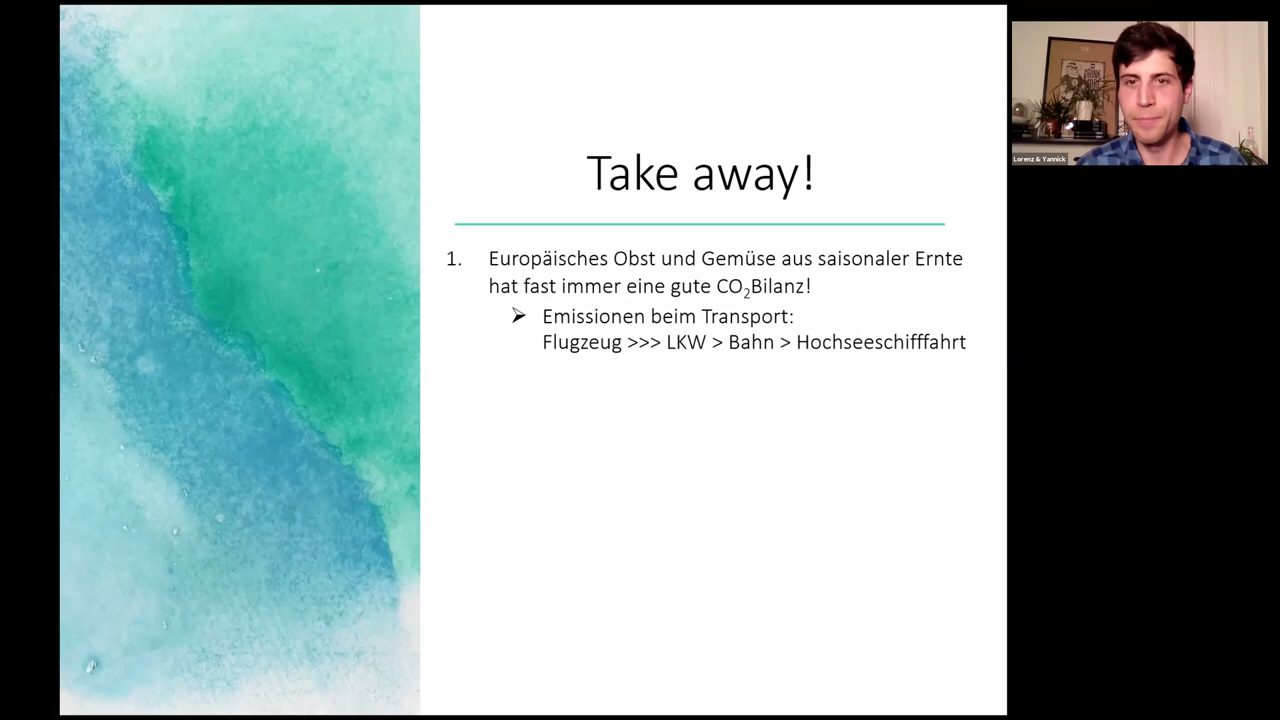 Take away!
1. Europäisches Obst und Gemüse aus saisonaler Ernte
hat fast immer eine gute CO₂Bilanz!
➢ Emissionen beim Transport:
Flugzeug >>> LKW > Bahn > Hochseeschifffahrt
Lorenz & Yannick